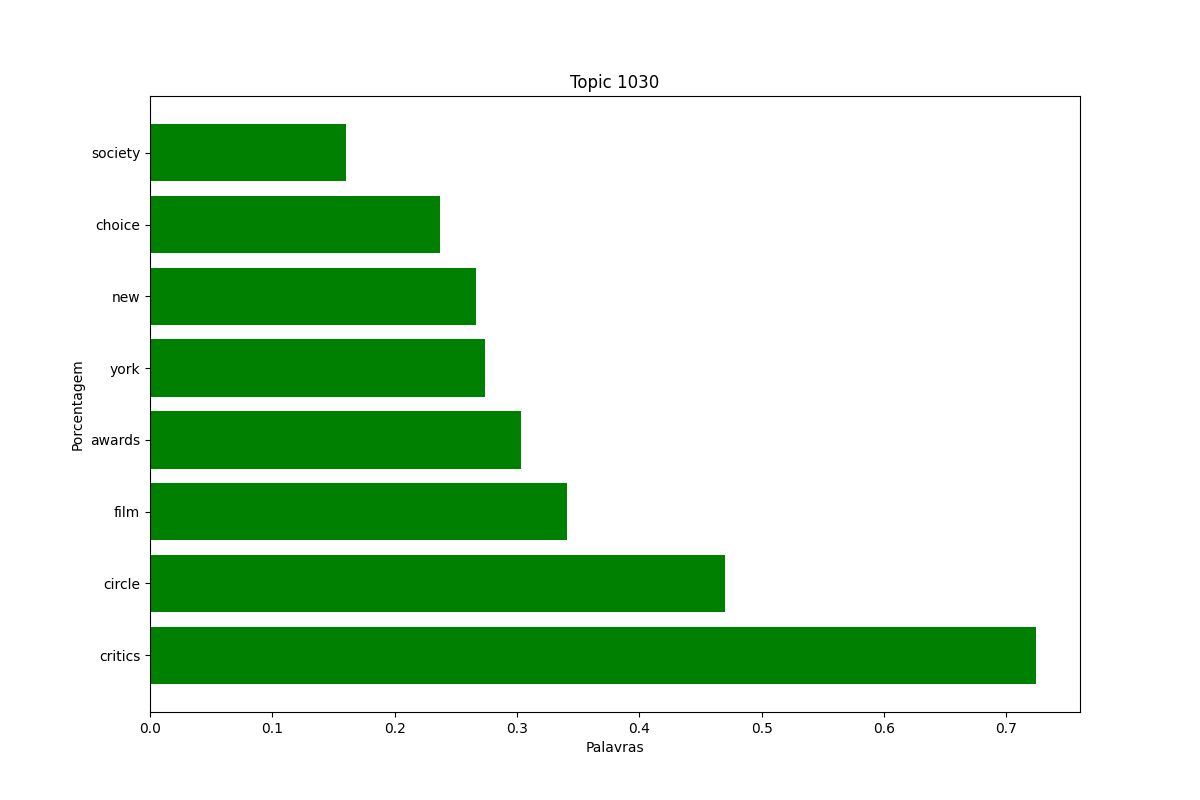 Topic 1030
society
choice
new
york
awards
film
circle
critics
Porcentagem
0.0 0.1 0.2 0.3 0.4 0.5 0.6 0.7
Palavras